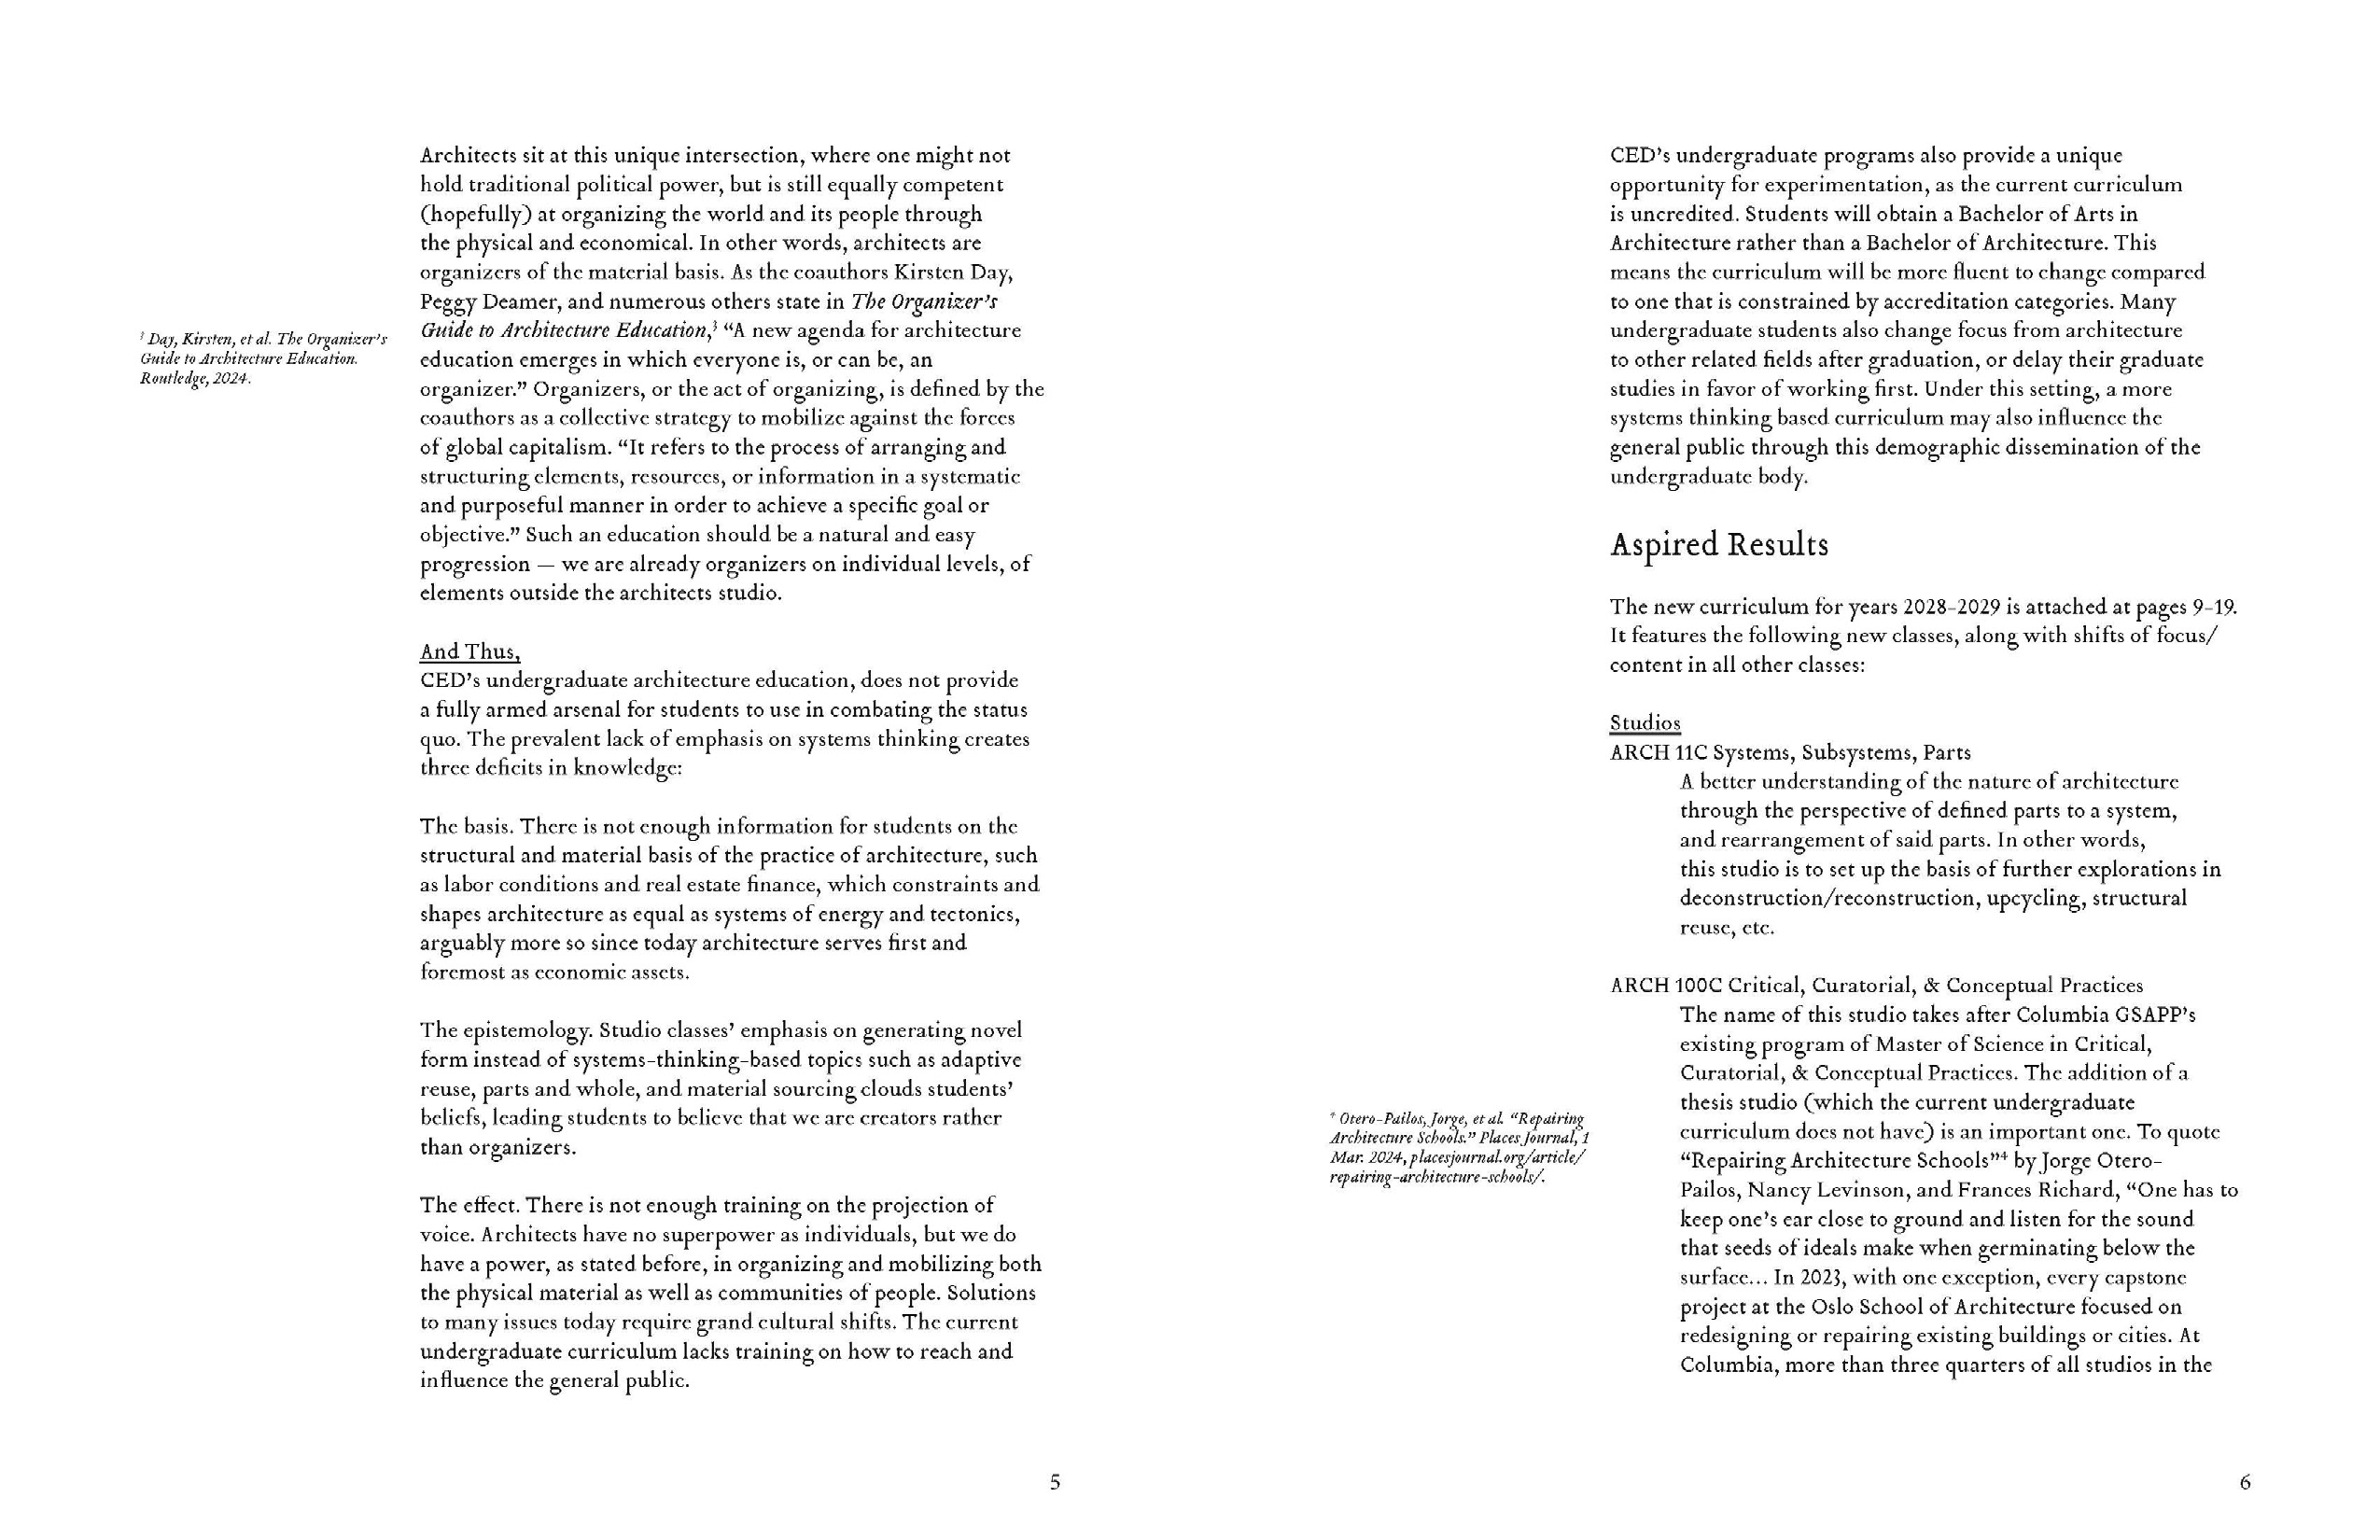 Architects sit at this unique intersection, where one might not
hold traditional political power, but is still equally competent
(hopefully) at organizing the world and its people through
the physical and economical. In other words, architects are
organizers of the material basis. As the coauthors Kirsten Day,
Peggy Deamer, and numerous others state in The Organizer's
Guide to Architecture Education,³ “A new agenda for architecture
education emerges in which everyone is, or can be, an
organizer.” Organizers, or the act of organizing, is defined by the
coauthors as a collective strategy to mobilize against the forces
of global capitalism. “It refers to the process of arranging and
structuring elements, resources, or information in a systematic
and purposeful manner in order to achieve a specific goal or
objective.” Such an education should be a natural and easy
progression — we are already organizers on individual levels, of
elements outside the architects studio.
³ Day, Kirsten, et al. The Organizer's
Guide to Architecture Education.
Routledge, 2024.
And Thus,
CED's undergraduate architecture education, does not provide
a fully armed arsenal for students to use in combating the status
quo. The prevalent lack of emphasis on systems thinking creates
three deficits in knowledge:
The basis. There is not enough information for students on the
structural and material basis of the practice of architecture, such
as labor conditions and real estate finance, which constraints and
shapes architecture as equal as systems of energy and tectonics,
arguably more so since today architecture serves first and
foremost as economic assets.
The epistemology. Studio classes' emphasis on generating novel
form instead of systems-thinking-based topics such as adaptive
reuse, parts and whole, and material sourcing clouds students'
beliefs, leading students to believe that we are creators rather
than organizers.
The effect. There is not enough training on the projection of
voice. Architects have no superpower as individuals, but we do
have a power, as stated before, in organizing and mobilizing both
the physical material as well as communities of people. Solutions
to many issues today require grand cultural shifts. The current
undergraduate curriculum lacks training on how to reach and
influence the general public.
5
CED's undergraduate programs also provide a unique
opportunity for experimentation, as the current curriculum
is uncredited. Students will obtain a Bachelor of Arts in
Architecture rather than a Bachelor of Architecture. This
means the curriculum will be more fluent to change compared
to one that is constrained by accreditation categories. Many
undergraduate students also change focus from architecture
to other related fields after graduation, or delay their graduate
studies in favor of working first. Under this setting, a more
systems thinking based curriculum may also influence the
general public through this demographic dissemination of the
undergraduate body.
Aspired Results
The new curriculum for years 2028-2029 is attached at pages 9-19.
It features the following new classes, along with shifts of focus/
content in all other classes:
Studios
ARCH 11C Systems, Subsystems, Parts
A better understanding of the nature of architecture
through the perspective of defined parts to a system,
and rearrangement of said parts. In other words,
this studio is to set up the basis of further explorations in
deconstruction/reconstruction, upcycling, structural
reuse, etc.
ARCH 100C Critical, Curatorial, & Conceptual Practices
The name of this studio takes after Columbia GSAPP's
existing program of Master of Science in Critical,
Curatorial, & Conceptual Practices. The addition of a
thesis studio (which the current undergraduate
curriculum does not have) is an important one. To quote
“Repairing Architecture Schools”⁴ by Jorge Otero-
Pailos, Nancy Levinson, and Frances Richard, “One has to
keep one's ear close to ground and listen for the sound
that seeds of ideals make when germinating below the
surface... In 2023, with one exception, every capstone
project at the Oslo School of Architecture focused on
redesigning or repairing existing buildings or cities. At
Columbia, more than three quarters of all studios in the
⁴ Otero-Pailos, Jorge, et al. “Repairing
Architecture Schools.” Places Journal, 1
Mar. 2024, placesjournal.org/article/
repairing-architecture-schools/.
6